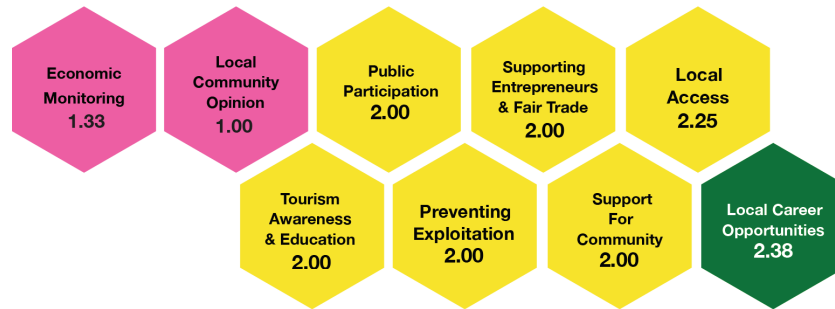 Economic
Monitoring
1.33
Local
Community
Opinion
1.00
Public
Participation
2.00
Supporting
Entrepreneurs
& Fair Trade
2.00
Local
Access
2.25
Tourism
Awareness
& Education
2.00
Preventing
Exploitation
2.00
Support
For
Community
2.00
Local Career
Opportunities
2.38